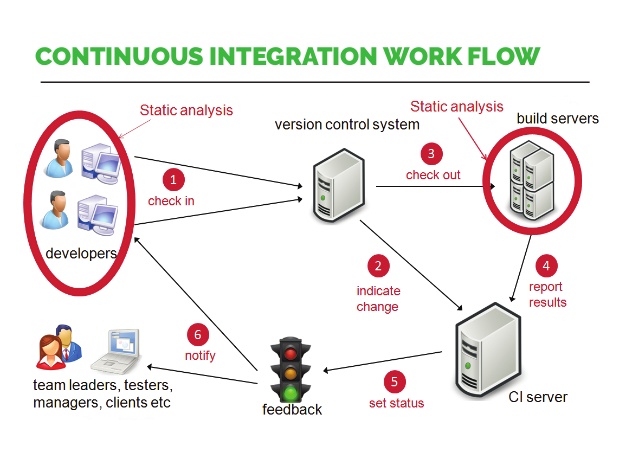 CONTINUOUS INTEGRATION WORK FLOW
Static analysis
version control system
Static analysis
build servers
1
check in
3
check out
developers
2
indicate
change
4
report
results
6
notify
team leaders, testers,
managers, clients etc
feedback
5
set status
CI server